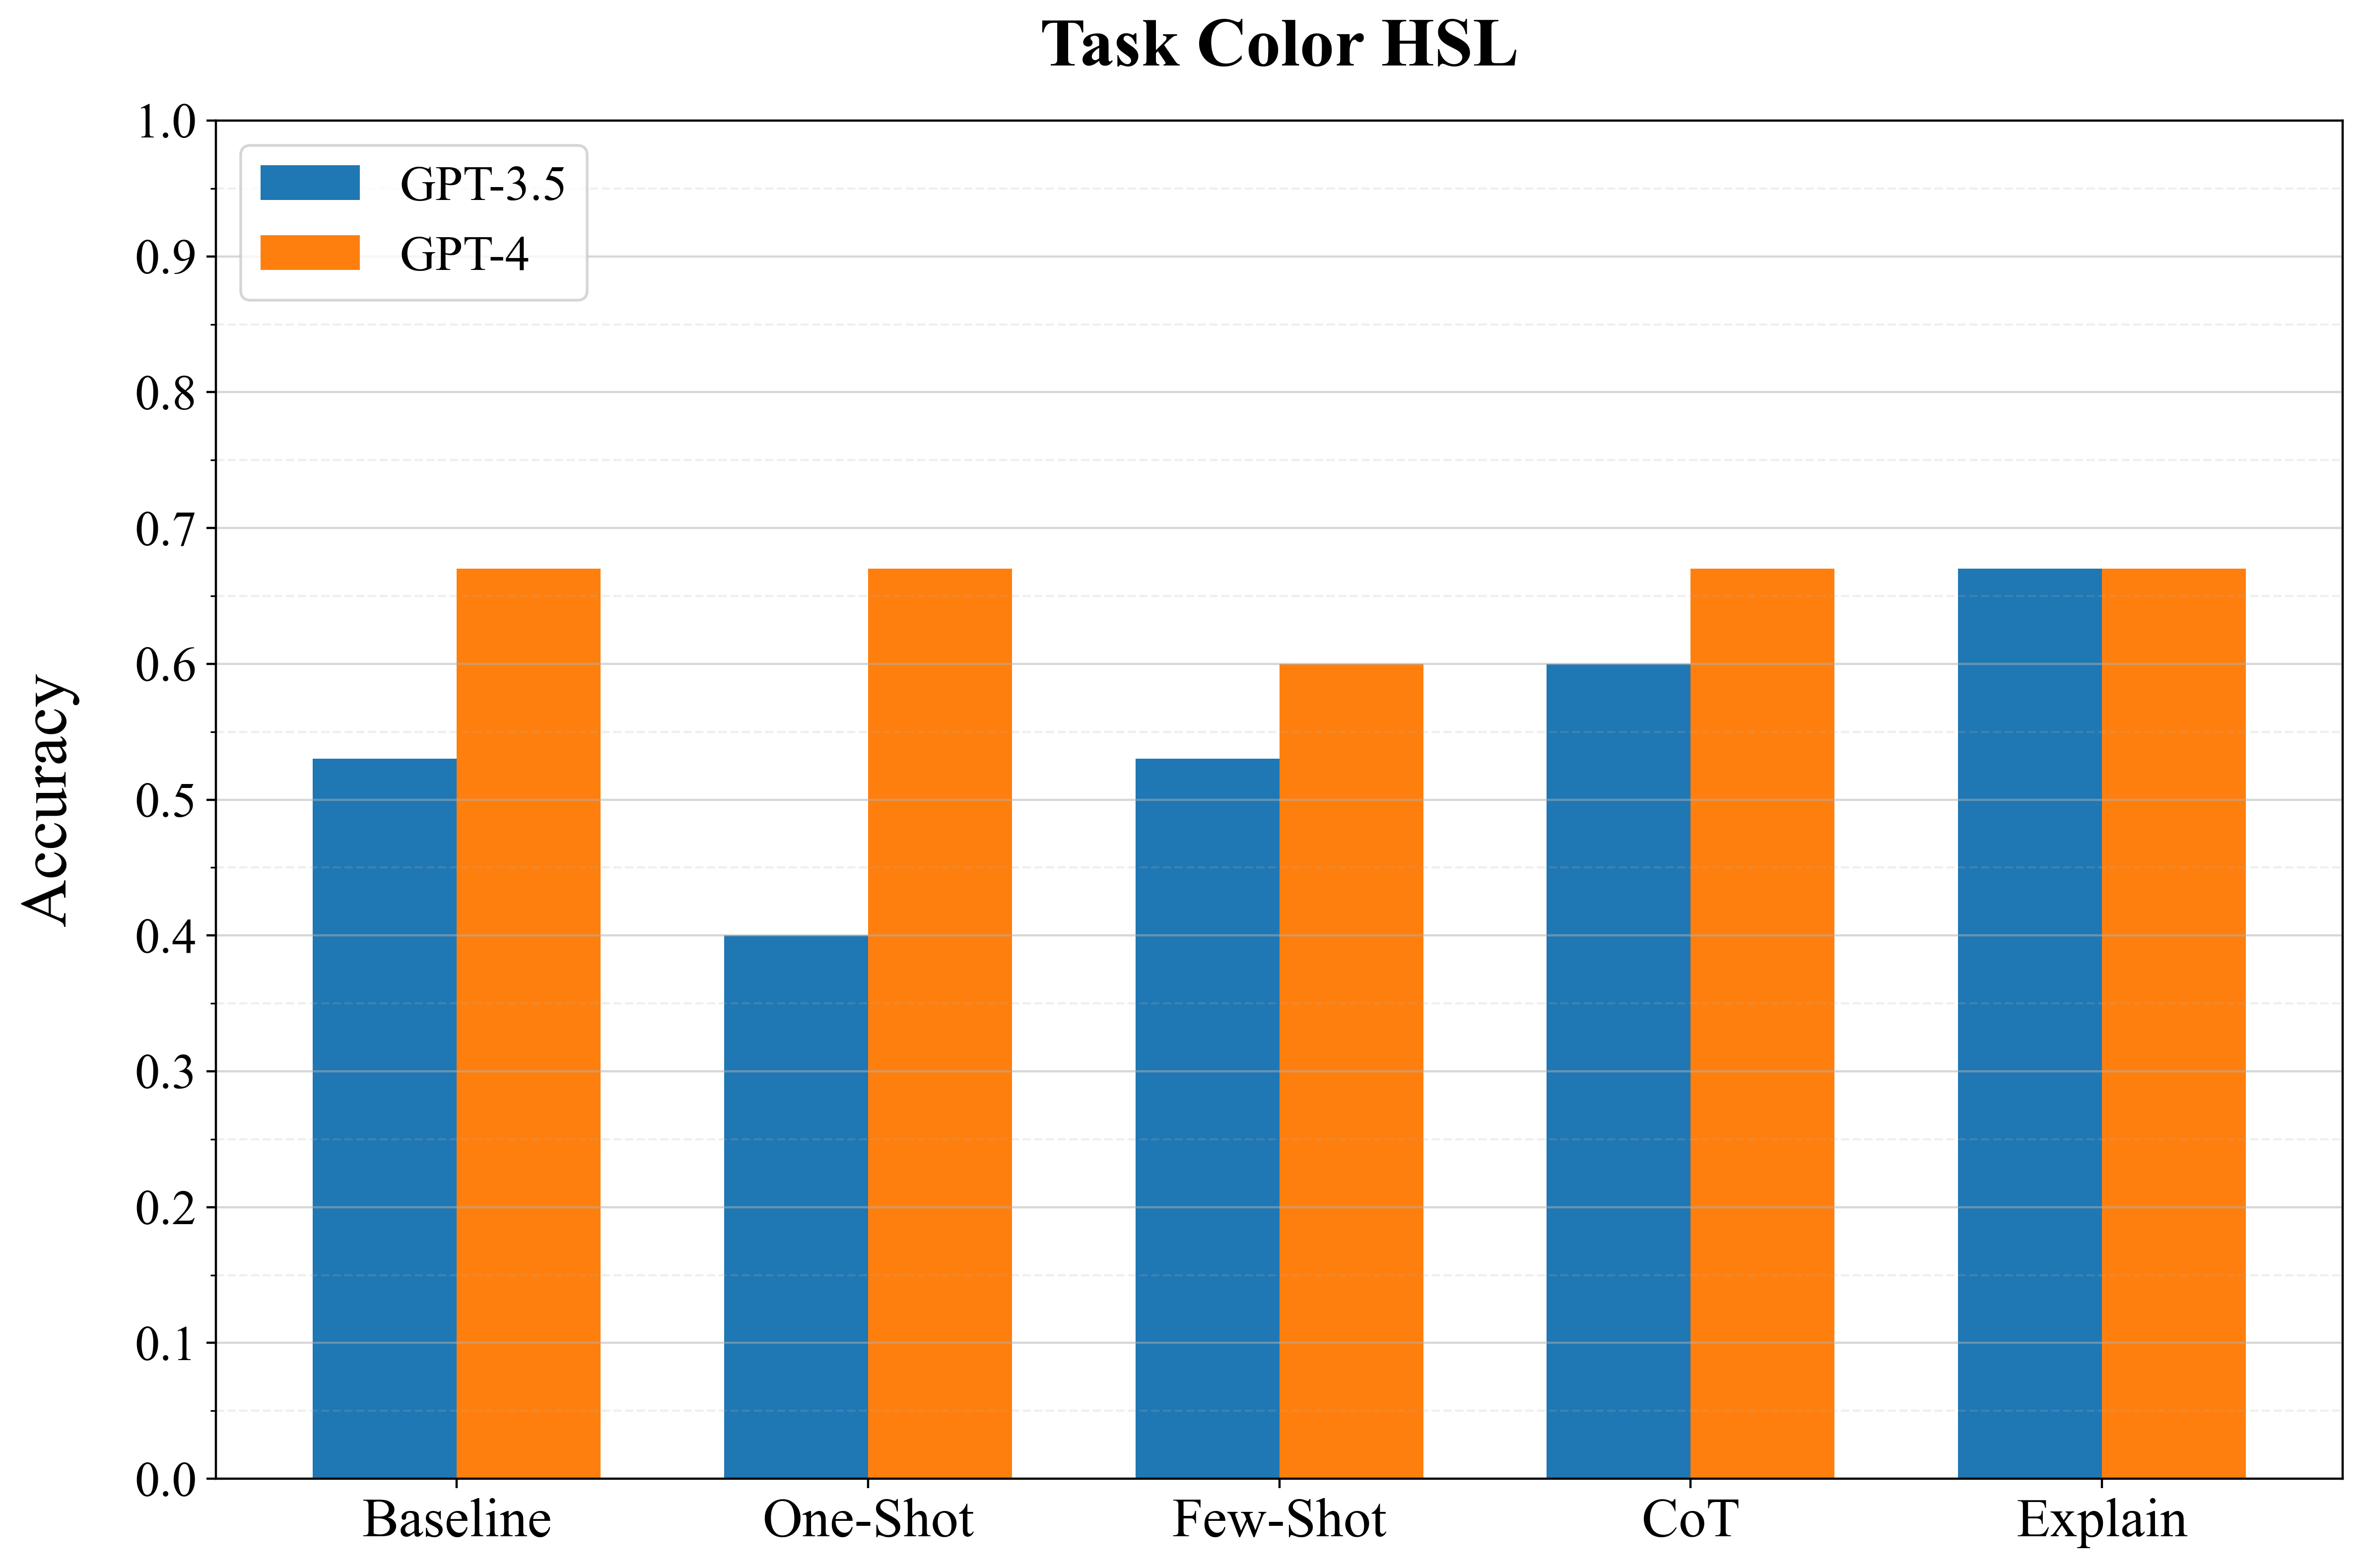 Task Color HSL
GPT-3.5
GPT-4
Accuracy
1.0
0.9
0.8
0.7
0.6
0.5
0.4
0.3
0.2
0.1
0.0
Baseline One-Shot Few-Shot CoT Explain